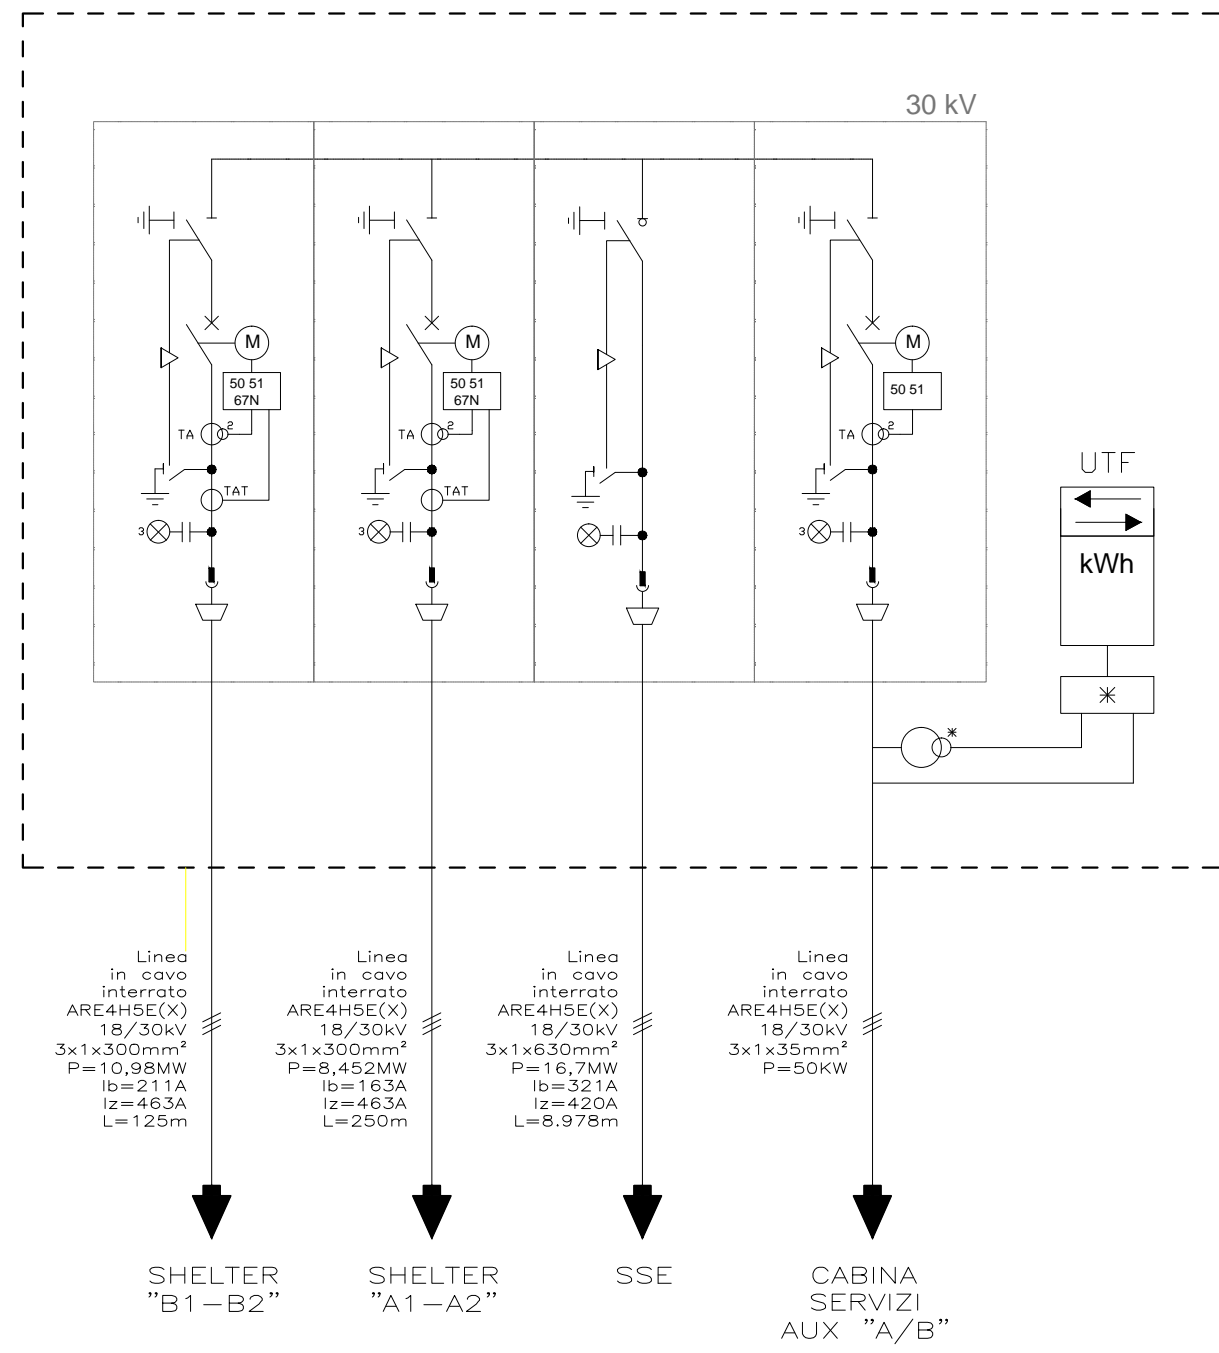 30 kV
M
50 51
67N
TA
2
TAT
3
M
50 51
67N
TA
2
TAT
3
M
50 51
TA
2
3
UTF
kWh
*
*
Linea
in cavo
interrato
ARE4H5E(X)
18/30kV
3x1x300mm²
P=10,98MW
Ib=211A
Iz=463A
L=125m
Linea
in cavo
interrato
ARE4H5E(X)
18/30kV
3x1x300mm²
P=8,452MW
Ib=163A
Iz=463A
L=250m
Linea
in cavo
interrato
ARE4H5E(X)
18/30kV
3x1x630mm²
P=16,7MW
Ib=321A
Iz=420A
L=8.978m
Linea
in cavo
interrato
ARE4H5E(X)
18/30kV
3x1x35mm²
P=50KW
SHELTER
"B1-B2"
SHELTER
"A1-A2"
SSE
CABINA
SERVIZI
AUX "A/B"